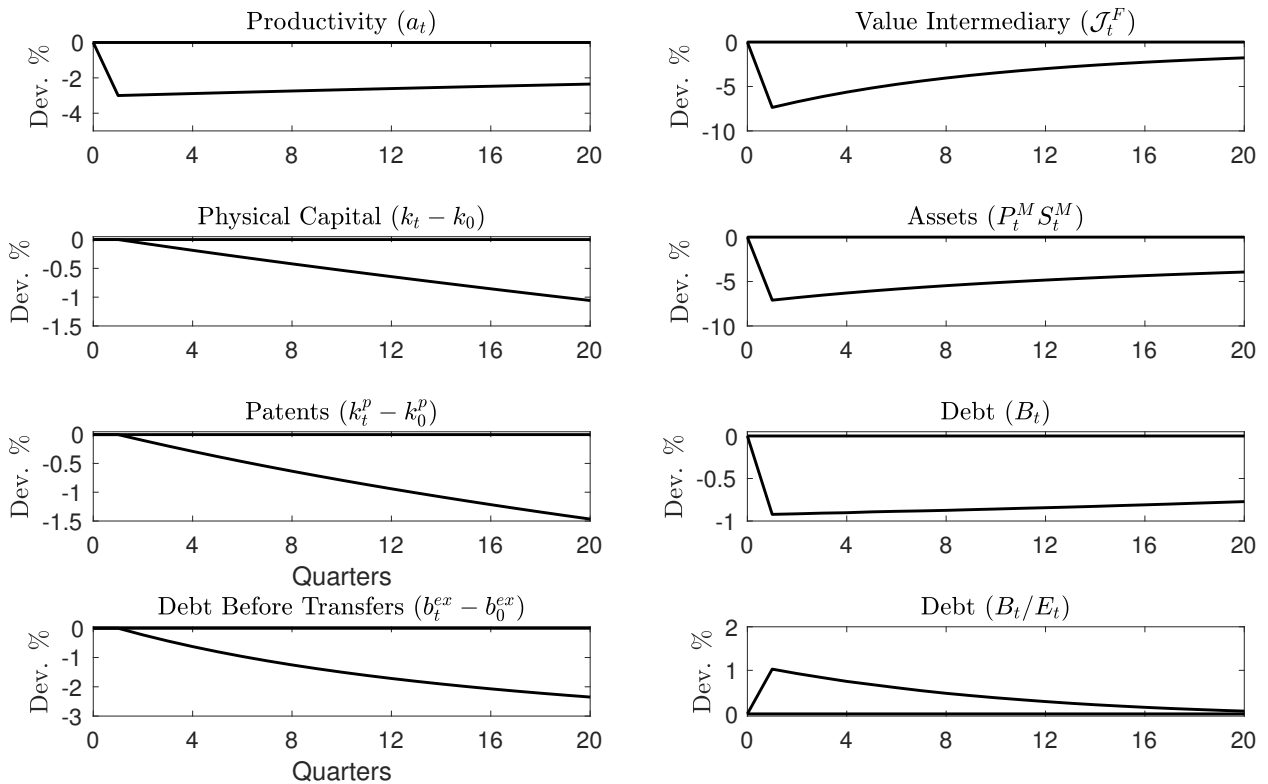 Productivity (a_t)
Dev. %
0
-2
-4
0 4 8 12 16 20
Value Intermediary (𝒥_t^F)
Dev. %
0
-5
-10
0 4 8 12 16 20
Physical Capital (k_t − k_0)
Dev. %
0
-0.5
-1
-1.5
0 4 8 12 16 20
Assets (P_t^M S_t^M)
Dev. %
0
-5
-10
0 4 8 12 16 20
Patents (k_t^p − k_0^p)
Dev. %
0
-0.5
-1
-1.5
0 4 8 12 16 20
Quarters
Debt (B_t)
Dev. %
0
-0.5
-1
0 4 8 12 16 20
Debt Before Transfers (b_t^{ex} − b_0^{ex})
Dev. %
0
-1
-2
-3
0 4 8 12 16 20
Quarters
Debt (B_t/E_t)
Dev. %
2
1
0
0 4 8 12 16 20